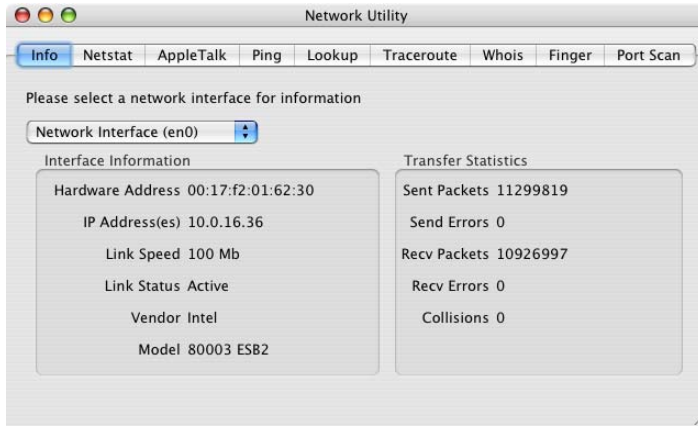 Network Utility
Info Netstat AppleTalk Ping Lookup Traceroute Whois Finger Port Scan
Please select a network interface for information
Network Interface (en0)
Interface Information
Hardware Address 00:17:f2:01:62:30
IP Address(es) 10.0.16.36
Link Speed 100 Mb
Link Status Active
Vendor Intel
Model 80003 ESB2
Transfer Statistics
Sent Packets 11299819
Send Errors 0
Recv Packets 10926997
Recv Errors 0
Collisions 0